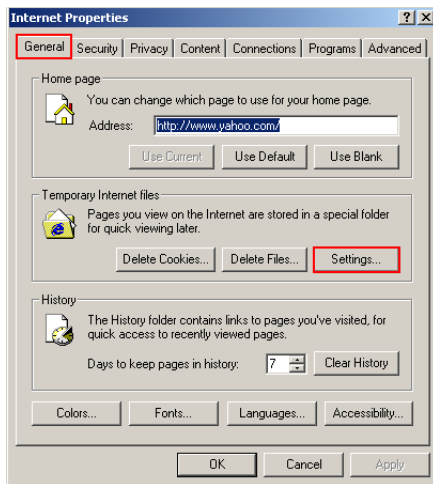 Internet Properties
General Security Privacy Content Connections Programs Advanced
Home page
You can change which page to use for your home page.
Address: http://www.yahoo.com/
Use Current Use Default Use Blank
Temporary Internet files
Pages you view on the Internet are stored in a special folder
for quick viewing later.
Delete Cookies... Delete Files... Settings...
History
The History folder contains links to pages you've visited, for
quick access to recently viewed pages.
Days to keep pages in history: 7 Clear History
Colors... Fonts... Languages... Accessibility...
OK Cancel Apply